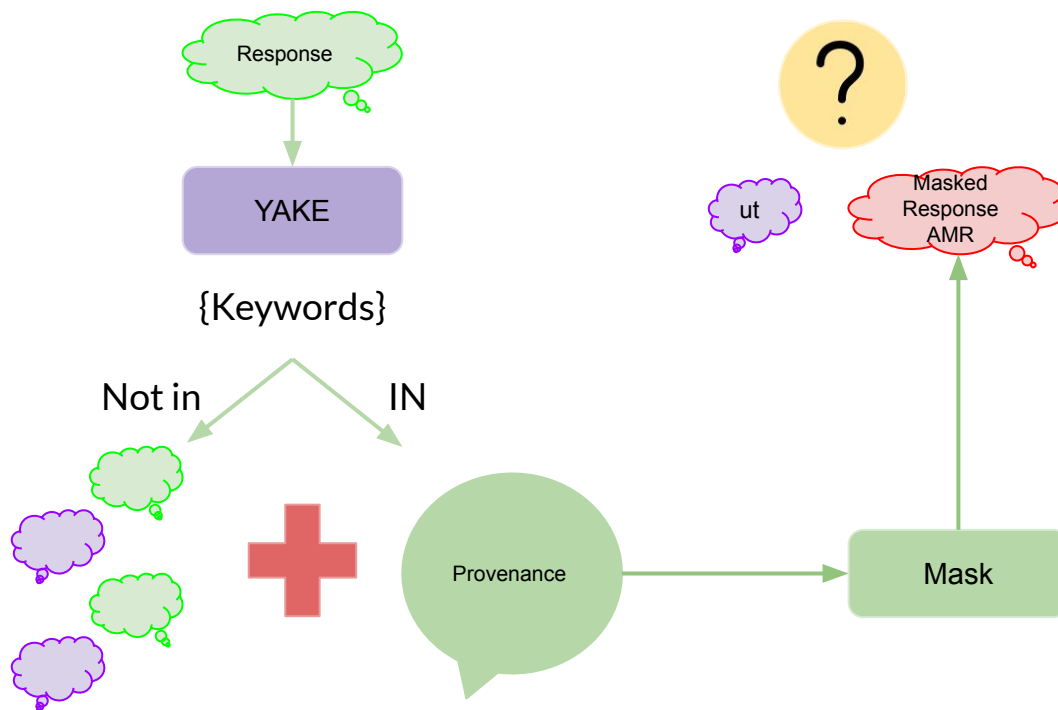 Response
?
YAKE
ut
Masked
Response
AMR
{Keywords}
Not in
IN
Provenance
Mask